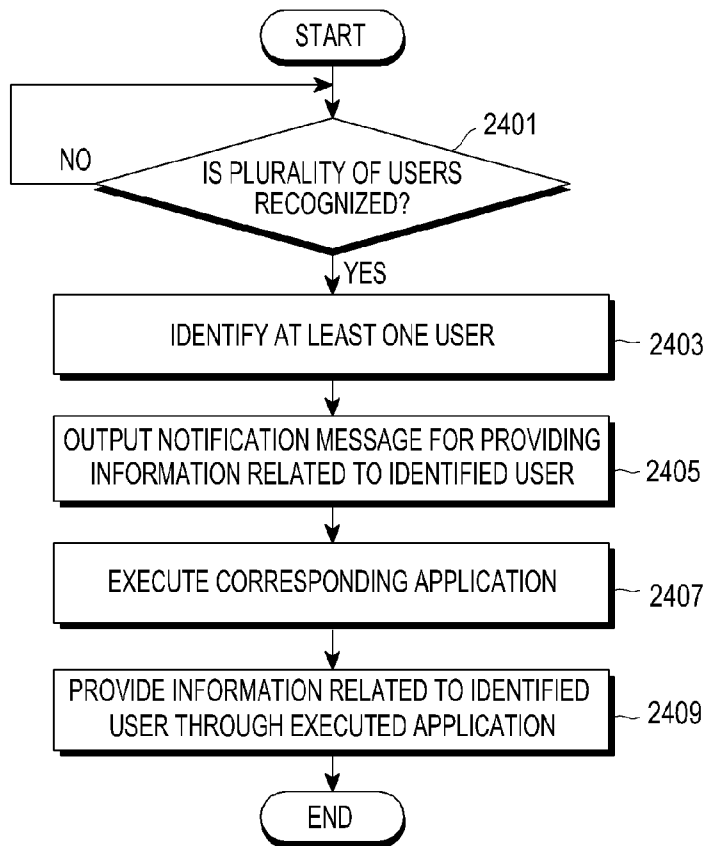 START
2401
NO
IS PLURALITY OF USERS
RECOGNIZED?
YES
IDENTIFY AT LEAST ONE USER
2403
OUTPUT NOTIFICATION MESSAGE FOR PROVIDING
INFORMATION RELATED TO IDENTIFIED USER
2405
EXECUTE CORRESPONDING APPLICATION
2407
PROVIDE INFORMATION RELATED TO IDENTIFIED
USER THROUGH EXECUTED APPLICATION
2409
END